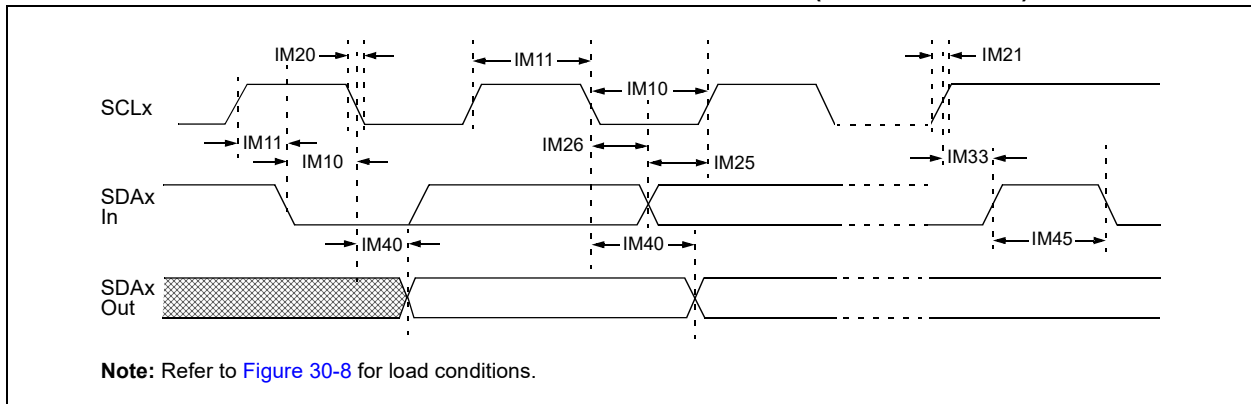 IM20
IM11
IM21
IM10
SCLx
IM11
IM26
IM10
IM25
IM33
SDAx
In
IM40
IM40
IM45
SDAx
Out
Note: Refer to Figure 30-8 for load conditions.